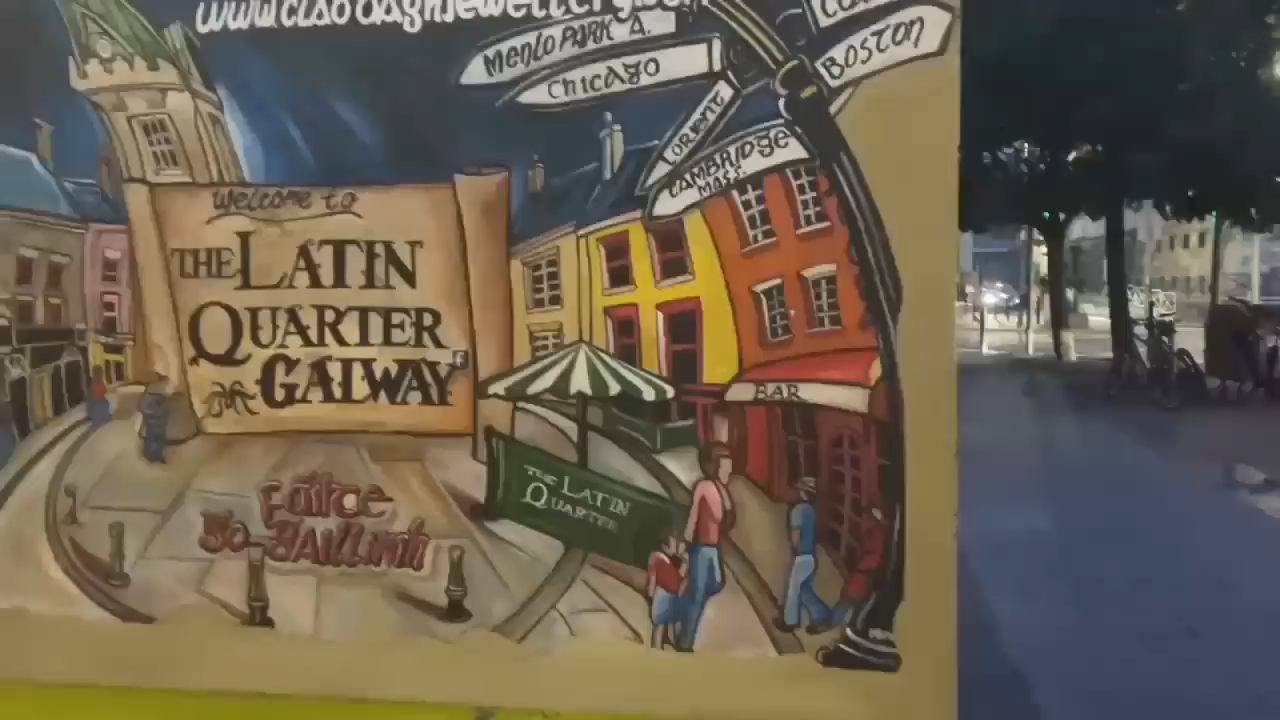 MENLO PARK
CHICAGO
BOSTON
LORIENT
CAMBRIDGE
MASS.
Welcome to
THE LATIN
QUARTER
GALWAY
BAR
THE LATIN
QUARTER
Fáilte
go Gaillimh